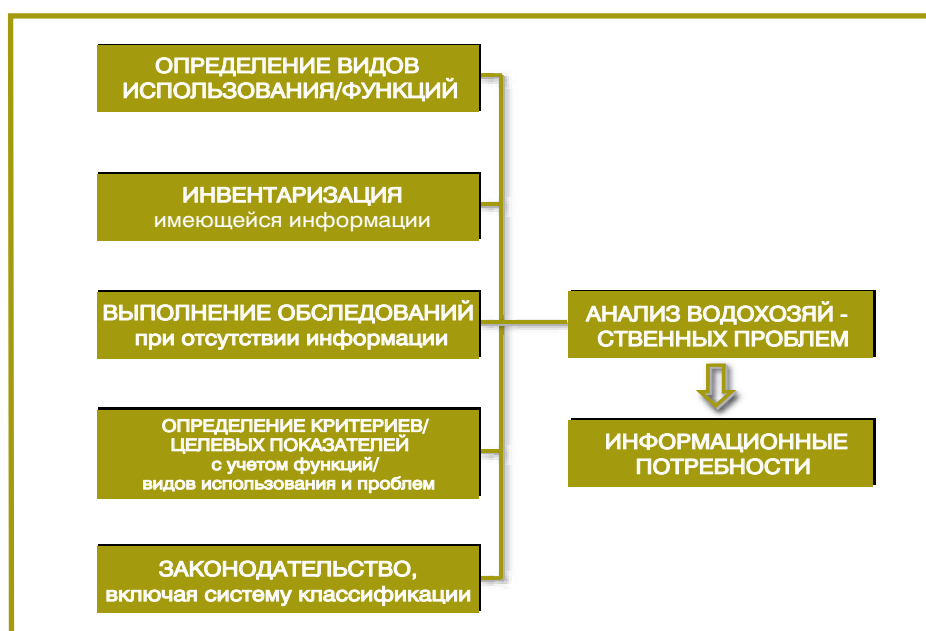 ОПРЕДЕЛЕНИЕ ВИДОВ
ИСПОЛЬЗОВАНИЯ/ФУНКЦИЙ
ИНВЕНТАРИЗАЦИЯ
имеющейся информации
ВЫПОЛНЕНИЕ ОБСЛЕДОВАНИЙ
при отсутствии информации
ОПРЕДЕЛЕНИЕ КРИТЕРИЕВ/
ЦЕЛЕВЫХ ПОКАЗАТЕЛЕЙ
с учетом функций/
видов использования и проблем
ЗАКОНОДАТЕЛЬСТВО,
включая систему классификации
АНАЛИЗ ВОДОХОЗЯЙ -
СТВЕННЫХ ПРОБЛЕМ
ИНФОРМАЦИОННЫЕ
ПОТРЕБНОСТИ